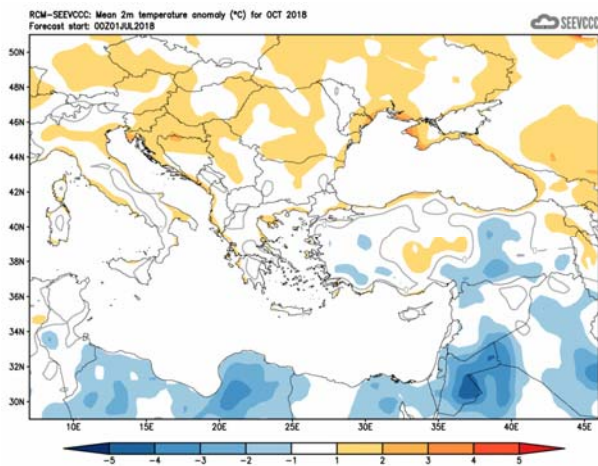 RCM-SEEVCCC: Mean 2m temperature anomaly (°C) for OCT 2018
Forecast start: 00Z01JUL2018
SEEVCCC
50N
48N
46N
44N
42N
40N
38N
36N
34N
32N
30N
10E 15E 20E 25E 30E 35E 40E 45E
-5 -4 -3 -2 -1 1 2 3 4 5